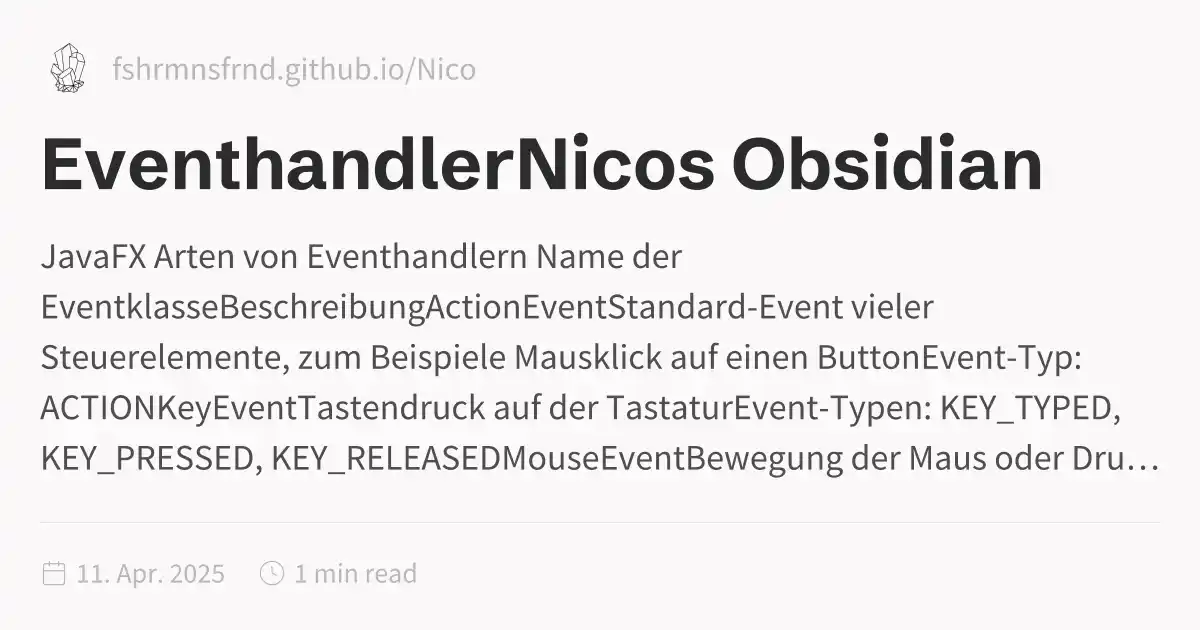 fshrmnsfrnd.github.io/Nico
EventhandlerNicos Obsidian
JavaFX Arten von Eventhandlern Name der
EventklasseBeschreibungActionEventStandard-Event vieler
Steuerelemente, zum Beispiele Mausklick auf einen ButtonEvent-Typ:
ACTIONKeyEventTastendruck auf der TastaturEvent-Typen: KEY_TYPED,
KEY_PRESSED, KEY_RELEASEDMouseEventBewegung der Maus oder Dru…
11. Apr. 2025 1 min read